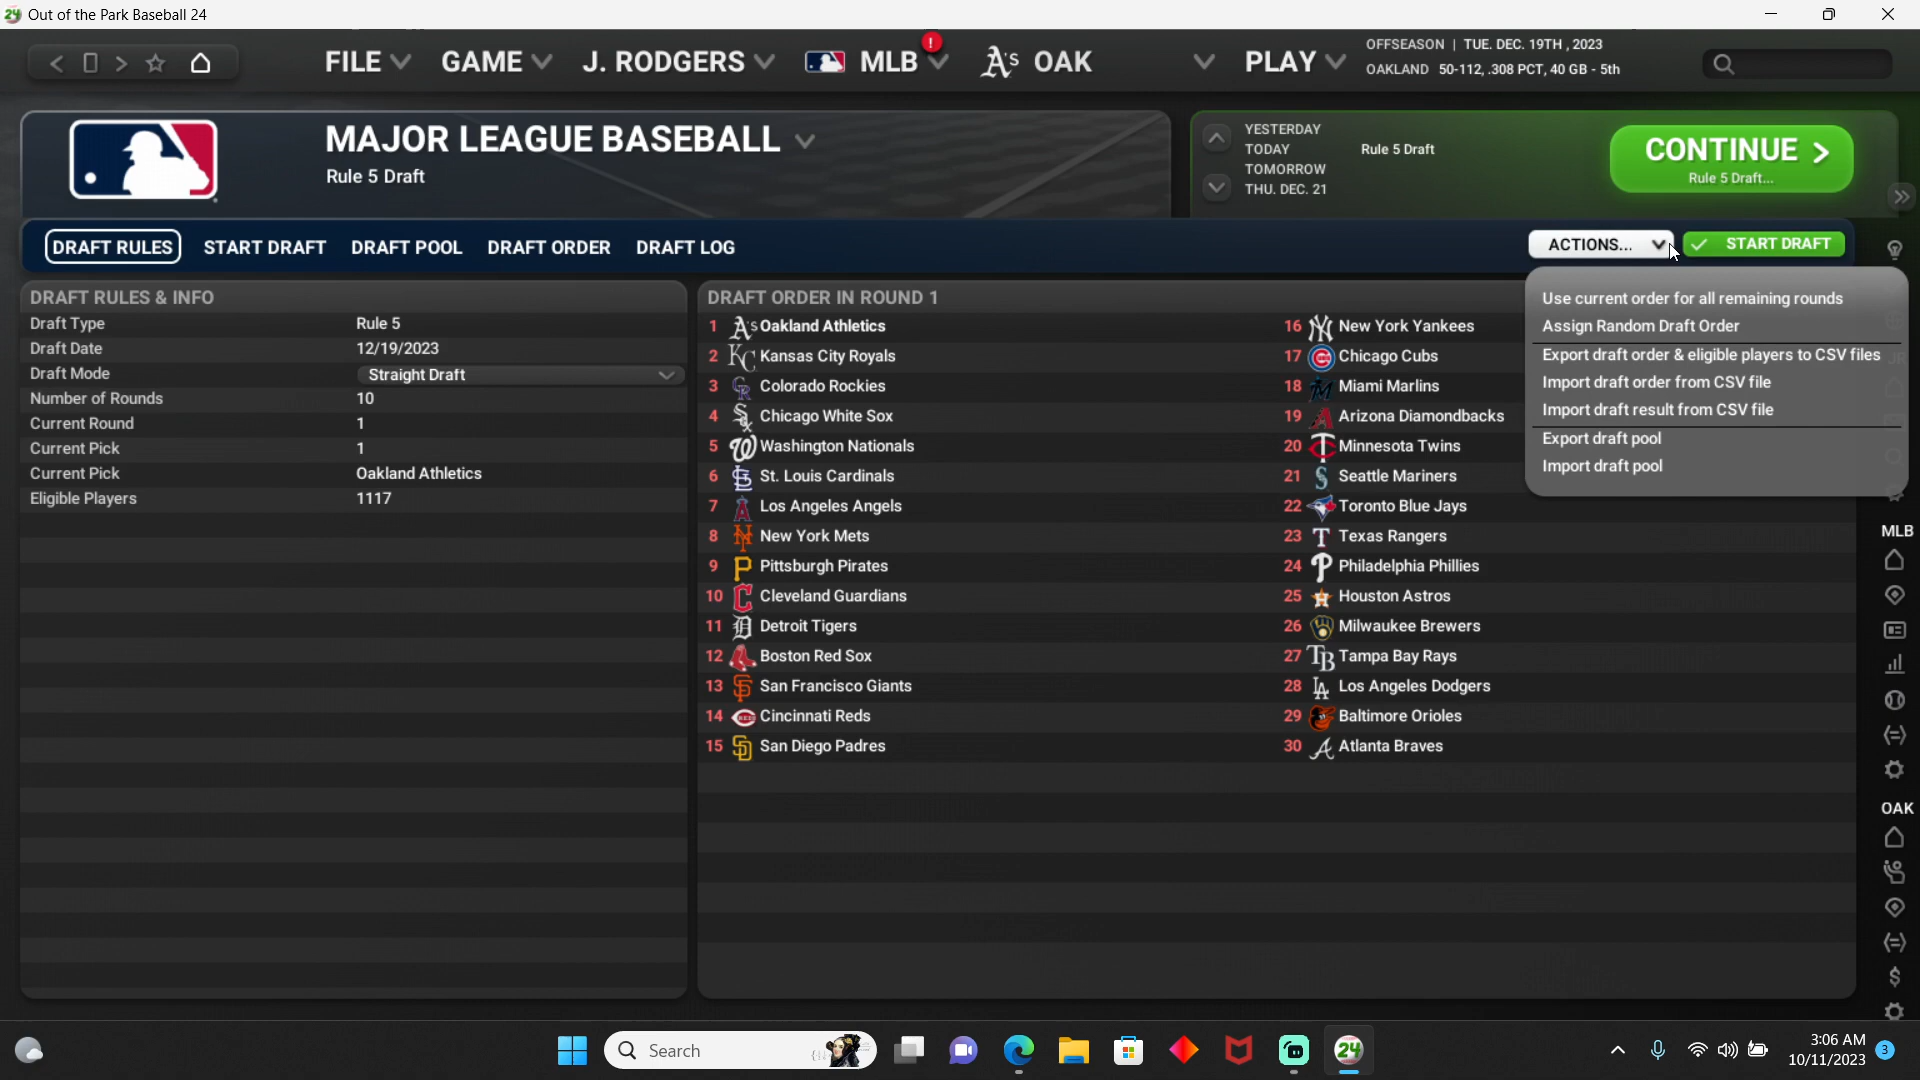 Out of the Park Baseball 24
FILE GAME J. RODGERS MLB ! OAK PLAY
OFFSEASON | TUE. DEC. 19TH , 2023
OAKLAND 50-112, .308 PCT, 40 GB - 5th
MAJOR LEAGUE BASEBALL
Rule 5 Draft
YESTERDAY
TODAY Rule 5 Draft
TOMORROW
THU. DEC. 21
CONTINUE
Rule 5 Draft...
DRAFT RULES START DRAFT DRAFT POOL DRAFT ORDER DRAFT LOG
ACTIONS... START DRAFT
Use current order for all remaining rounds
Assign Random Draft Order
Export draft order & eligible players to CSV files
Import draft order from CSV file
Import draft result from CSV file
Export draft pool
Import draft pool
DRAFT RULES & INFO
Draft Type Rule 5
Draft Date 12/19/2023
Draft Mode Straight Draft
Number of Rounds 10
Current Round 1
Current Pick 1
Current Pick Oakland Athletics
Eligible Players 1117
DRAFT ORDER IN ROUND 1
1 Oakland Athletics
2 Kansas City Royals
3 Colorado Rockies
4 Chicago White Sox
5 Washington Nationals
6 St. Louis Cardinals
7 Los Angeles Angels
8 New York Mets
9 Pittsburgh Pirates
10 Cleveland Guardians
11 Detroit Tigers
12 Boston Red Sox
13 San Francisco Giants
14 Cincinnati Reds
15 San Diego Padres
16 New York Yankees
17 Chicago Cubs
18 Miami Marlins
19 Arizona Diamondbacks
20 Minnesota Twins
21 Seattle Mariners
22 Toronto Blue Jays
23 Texas Rangers
24 Philadelphia Phillies
25 Houston Astros
26 Milwaukee Brewers
27 Tampa Bay Rays
28 Los Angeles Dodgers
29 Baltimore Orioles
30 Atlanta Braves
MLB
OAK
Search
24
3:06 AM
10/11/2023
3